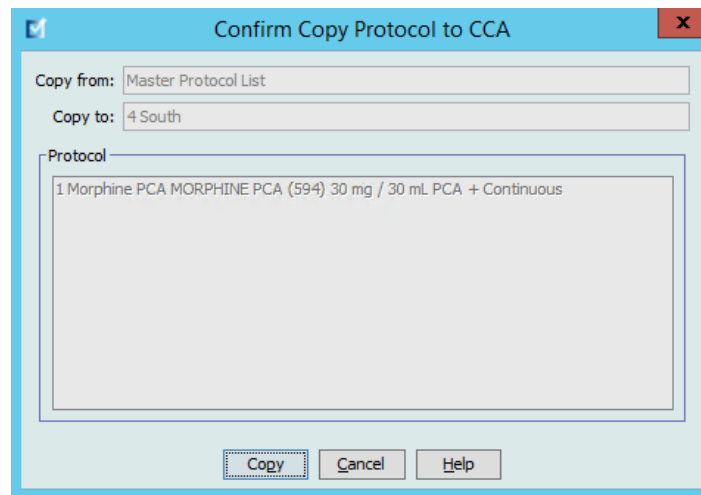 Confirm Copy Protocol to CCA
x
Copy from: Master Protocol List
Copy to: 4 South
Protocol
1 Morphine PCA MORPHINE PCA (594) 30 mg / 30 mL PCA + Continuous
Copy Cancel Help